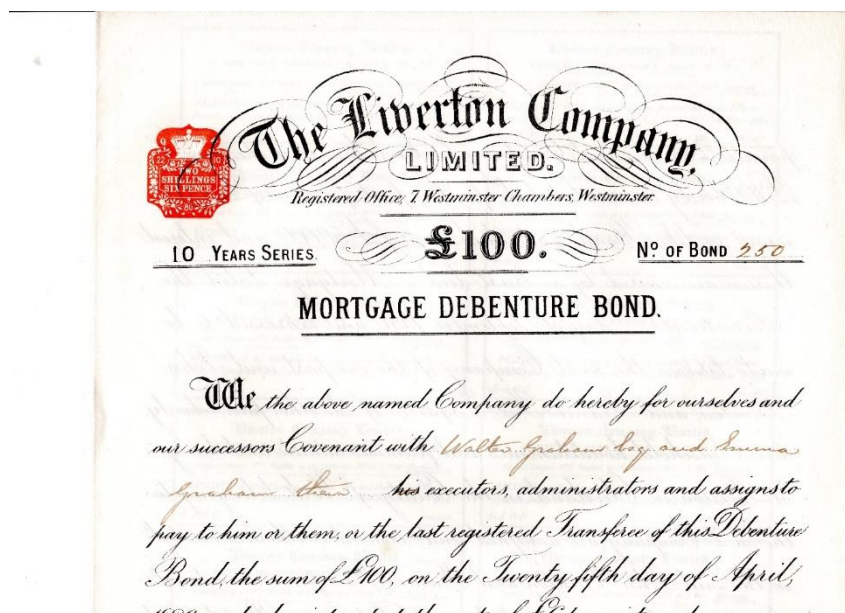 The Liverton Company,
LIMITED.
Registered Office, 7, Westminster Chambers, Westminster.
22 10
TWO
SHILLINGS
SIX PENCE
80
£100.
10 YEARS SERIES. Nº OF BOND 250
MORTGAGE DEBENTURE BOND.
We the above named Company do hereby for ourselves and
our successors Covenant with Walter Graham Esq and Emma
Graham their his executors, administrators and assigns to
pay to him or them, or the last registered Transferee of this Debenture
Bond, the sum of £100, on the Twenty fifth day of April,